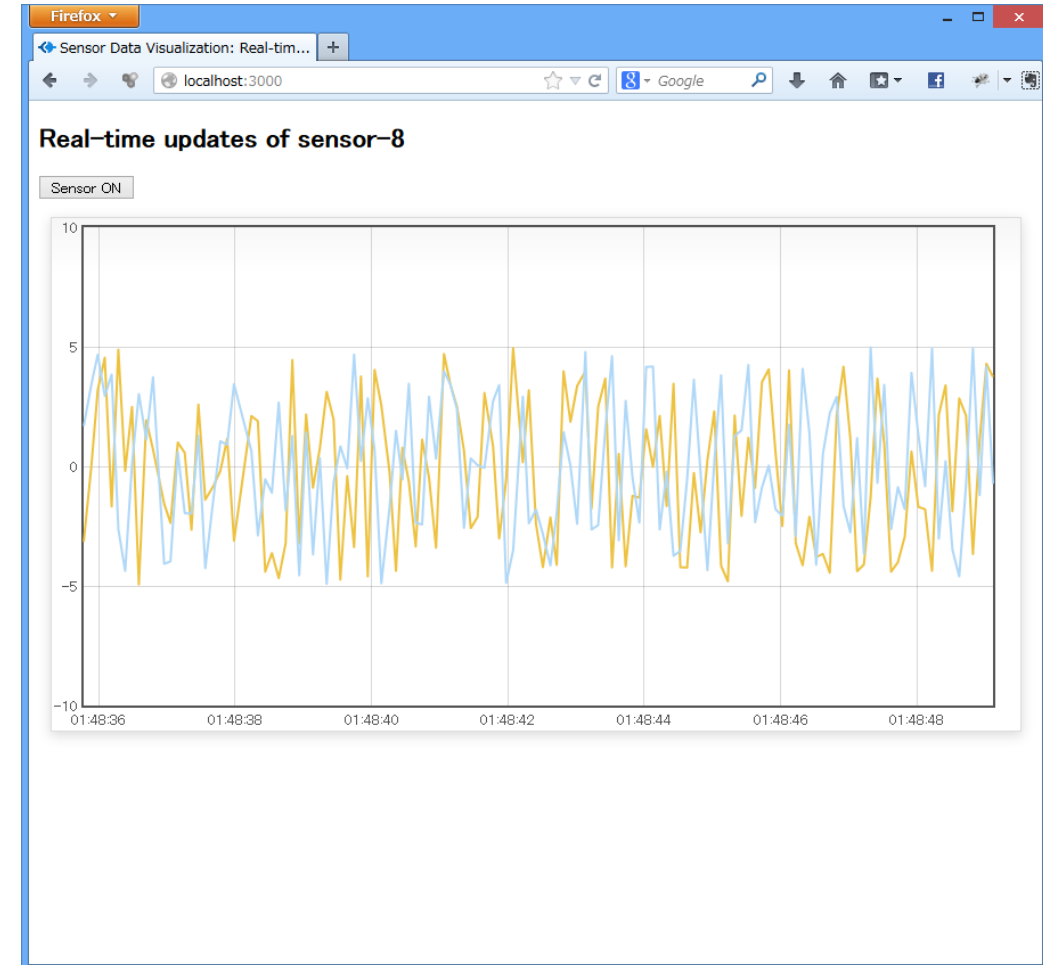 Firefox
Sensor Data Visualization: Real-tim... +
localhost:3000 8 Google
Real-time updates of sensor-8
Sensor ON
10
5
0
-5
-10
01:48:36 01:48:38 01:48:40 01:48:42 01:48:44 01:48:46 01:48:48